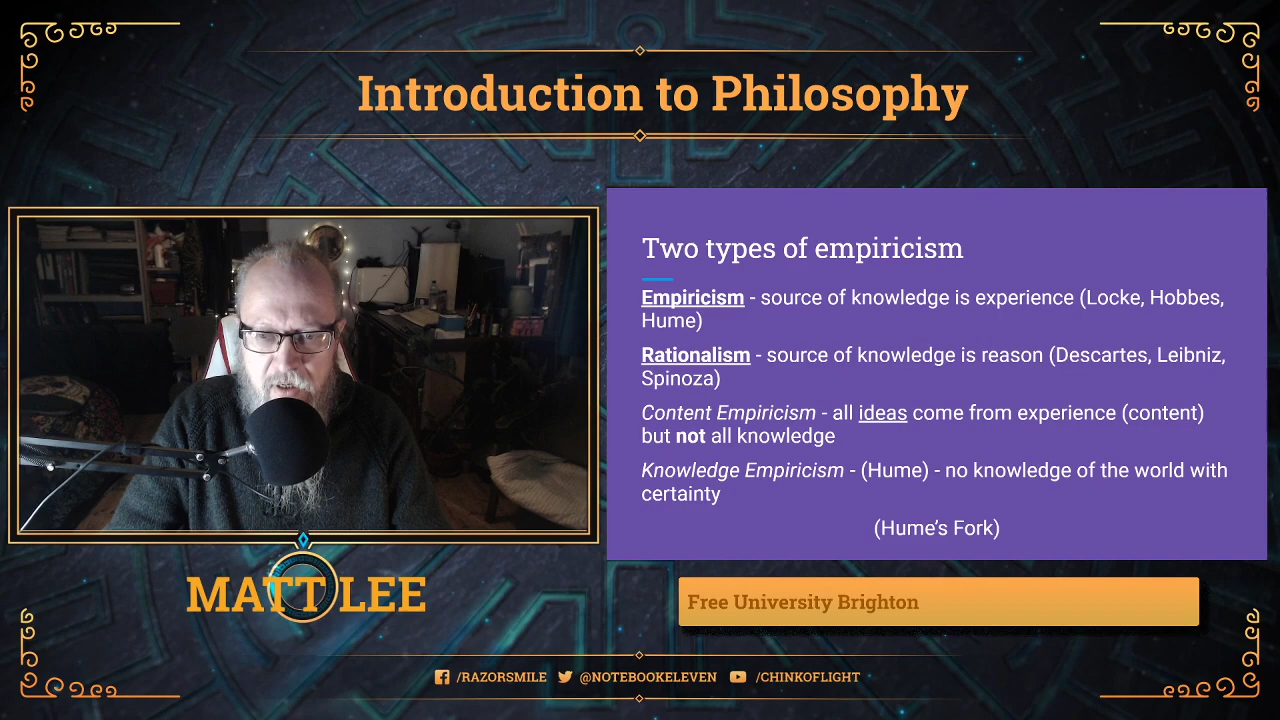 Introduction to Philosophy
Two types of empiricism
Empiricism - source of knowledge is experience (Locke, Hobbes,
Hume)
Rationalism - source of knowledge is reason (Descartes, Leibniz,
Spinoza)
Content Empiricism - all ideas come from experience (content)
but not all knowledge
Knowledge Empiricism - (Hume) - no knowledge of the world with
certainty
(Hume’s Fork)
MATT LEE
Free University Brighton
/RAZORSMILE @NOTEBOOKELEVEN /CHINKOFLIGHT